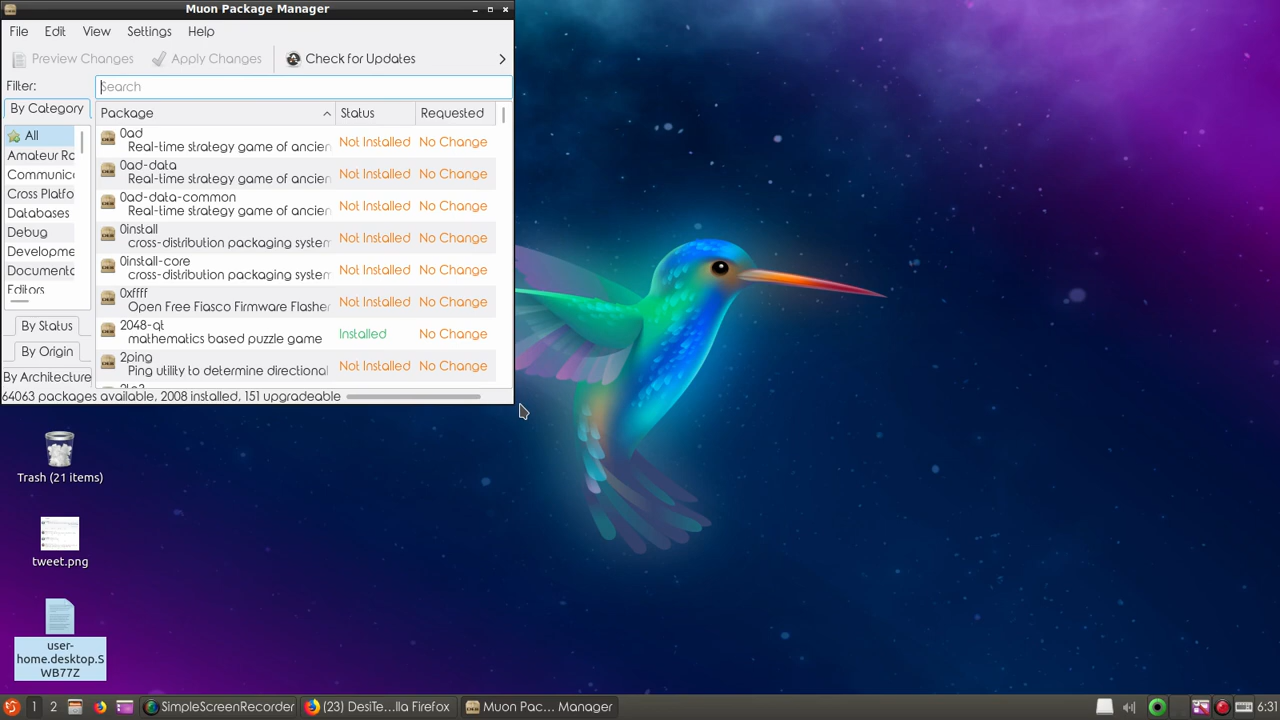 Muon Package Manager
File Edit View Settings Help
Preview Changes Apply Changes Check for Updates
Filter: Search
By Category
All
Amateur Ra
Communica
Cross Platfo
Databases
Debug
Developme
Documenta
Editors
By Status
By Origin
By Architecture
Package Status Requested
0ad
Real-time strategy game of ancien Not Installed No Change
0ad-data
Real-time strategy game of ancien Not Installed No Change
0ad-data-common
Real-time strategy game of ancien Not Installed No Change
0install
cross-distribution packaging system Not Installed No Change
0install-core
cross-distribution packaging system Not Installed No Change
0xffff
Open Free Fiasco Firmware Flasher Not Installed No Change
2048-qt
mathematics based puzzle game Installed No Change
2ping
Ping utility to determine directional Not Installed No Change
64063 packages available, 2008 installed, 151 upgradeable
Trash (21 items)
tweet.png
user-
home.desktop.S
WB77Z
1 2 SimpleScreenRecorder (23) DesiTe...lla Firefox Muon Pac... Manager 6:31